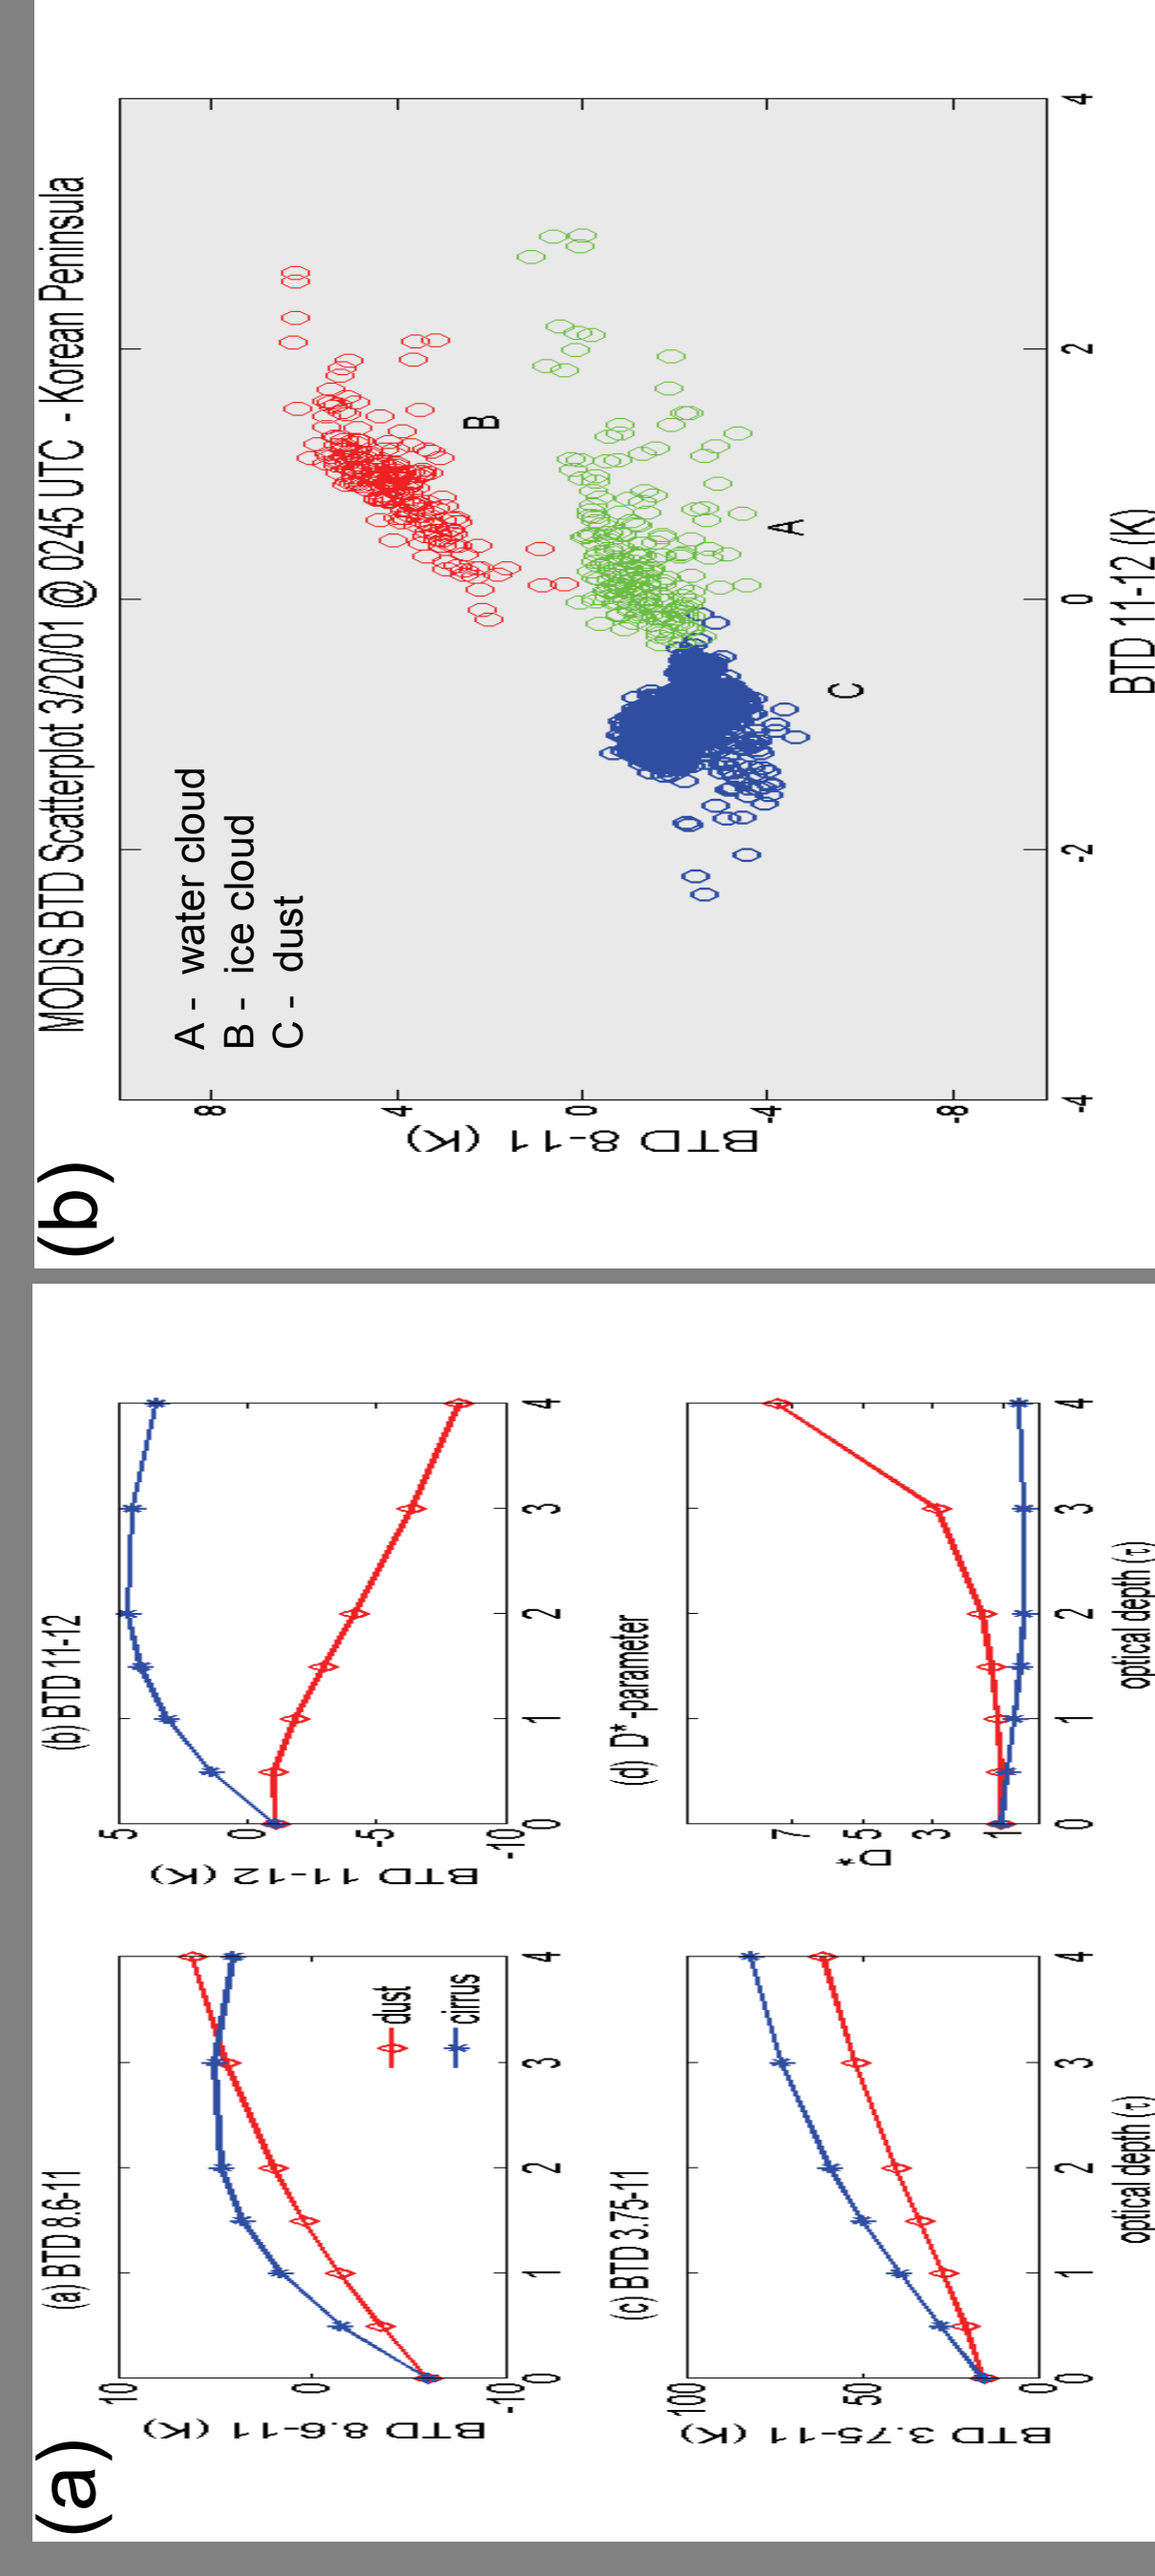 (a)
(a) BTD 8.6-11
BTD 8.6-11 (K)
10
0
-10
0
1
2
3
4
dust
cirrus
(b) BTD 11-12
BTD 11-12 (K)
5
0
-5
-10
0
1
2
3
4
(c) BTD 3.75-11
BTD 3.75-11 (K)
100
50
0
0
1
2
3
4
optical depth (τ)
(d) D*-parameter
D*
7
5
3
1
0
1
2
3
4
optical depth (τ)
(b)
MODIS BTD Scatterplot 3/20/01 @ 0245 UTC - Korean Peninsula
A - water cloud
B - ice cloud
C - dust
BTD 8-11 (K)
8
4
0
-4
-8
B
A
C
-4
-2
0
2
4
BTD 11-12 (K)